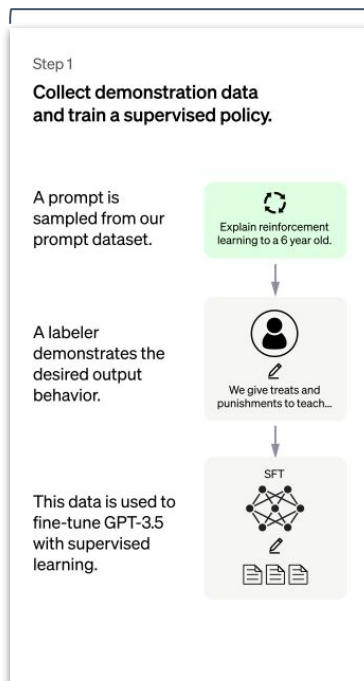 Step 1
Collect demonstration data
and train a supervised policy.
A prompt is
sampled from our
prompt dataset.
Explain reinforcement
learning to a 6 year old.
A labeler
demonstrates the
desired output
behavior.
We give treats and
punishments to teach...
This data is used to
fine-tune GPT-3.5
with supervised
learning.
SFT